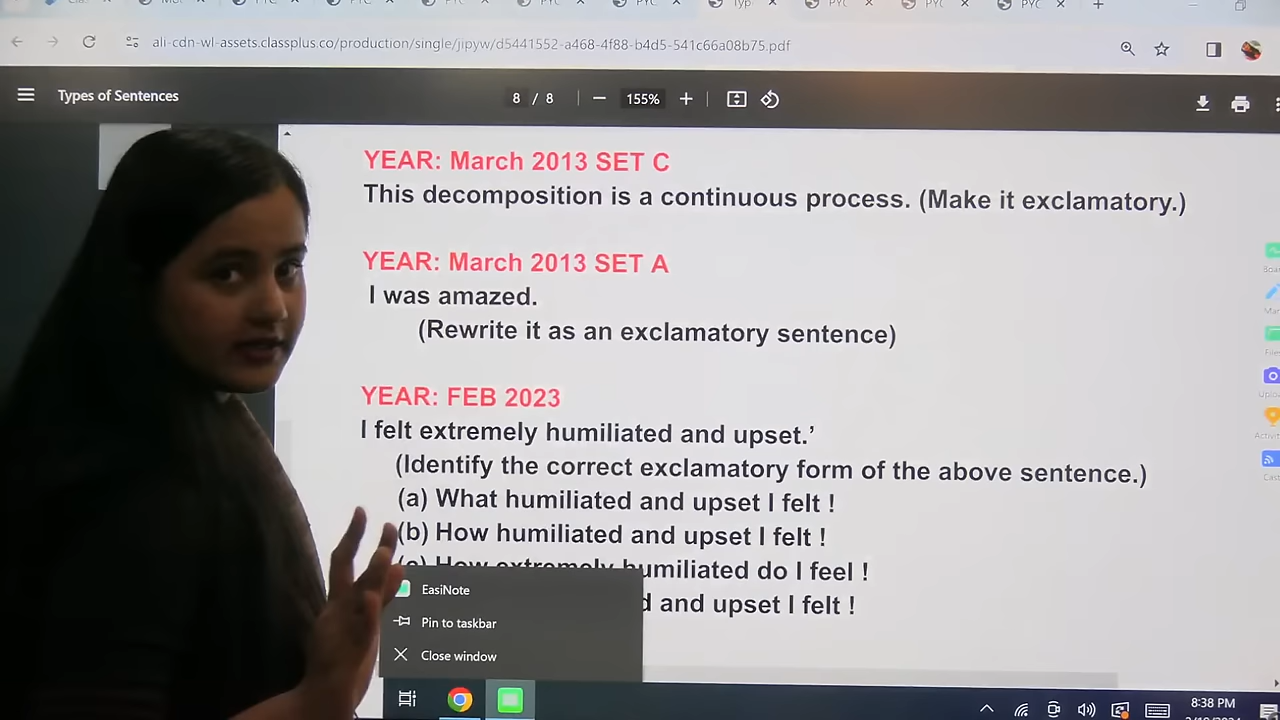 ali-cdn-wl-assets.classplus.co/production/single/jipyw/d5441552-a468-4f88-b4d5-541c66a08b75.pdf
Types of Sentences
8 / 8
155%
YEAR: March 2013 SET C
This decomposition is a continuous process. (Make it exclamatory.)
YEAR: March 2013 SET A
I was amazed.
(Rewrite it as an exclamatory sentence)
YEAR: FEB 2023
I felt extremely humiliated and upset.’
(Identify the correct exclamatory form of the above sentence.)
(a) What humiliated and upset I felt !
(b) How humiliated and upset I felt !
(c) How extremely humiliated do I feel !
and upset I felt !
EasiNote
Pin to taskbar
Close window
8:38 PM